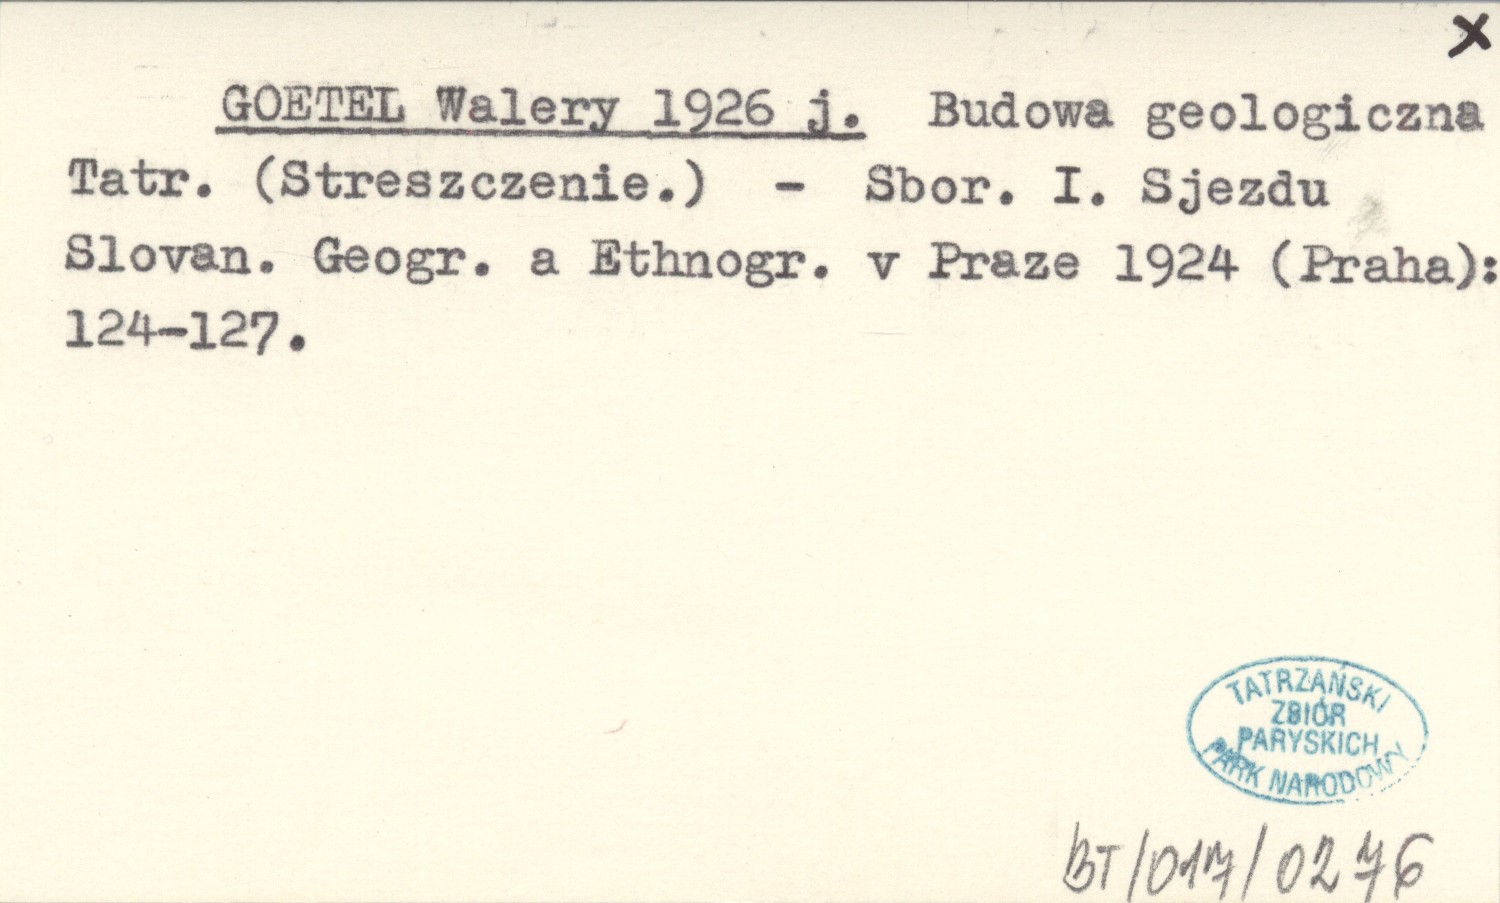 x
GOETEL Walery 1926 j. Budowa geologiczna
Tatr. (Streszczenie.) - Sbor. I. Sjezdu
Slovan. Geogr. a Ethnogr. v Praze 1924 (Praha):
124-127.
TATRZAŃSKI
ZBIÓR
PARYSKICH
PARK NARODOWY
BT/017/0276